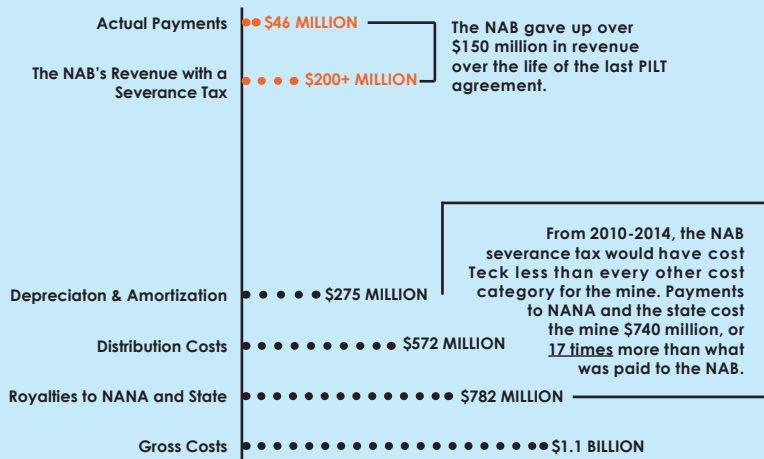 Actual Payments
$46 MILLION
The NAB gave up over
$150 million in revenue
over the life of the last PILT
agreement.
The NAB's Revenue with a
Severance Tax
$200+ MILLION
From 2010-2014, the NAB
severance tax would have cost
Teck less than every other cost
category for the mine. Payments
to NANA and the state cost
the mine $740 million, or
17 times more than what
was paid to the NAB.
Depreciaton & Amortization
$275 MILLION
Distribution Costs
$572 MILLION
Royalties to NANA and State
$782 MILLION
Gross Costs
$1.1 BILLION